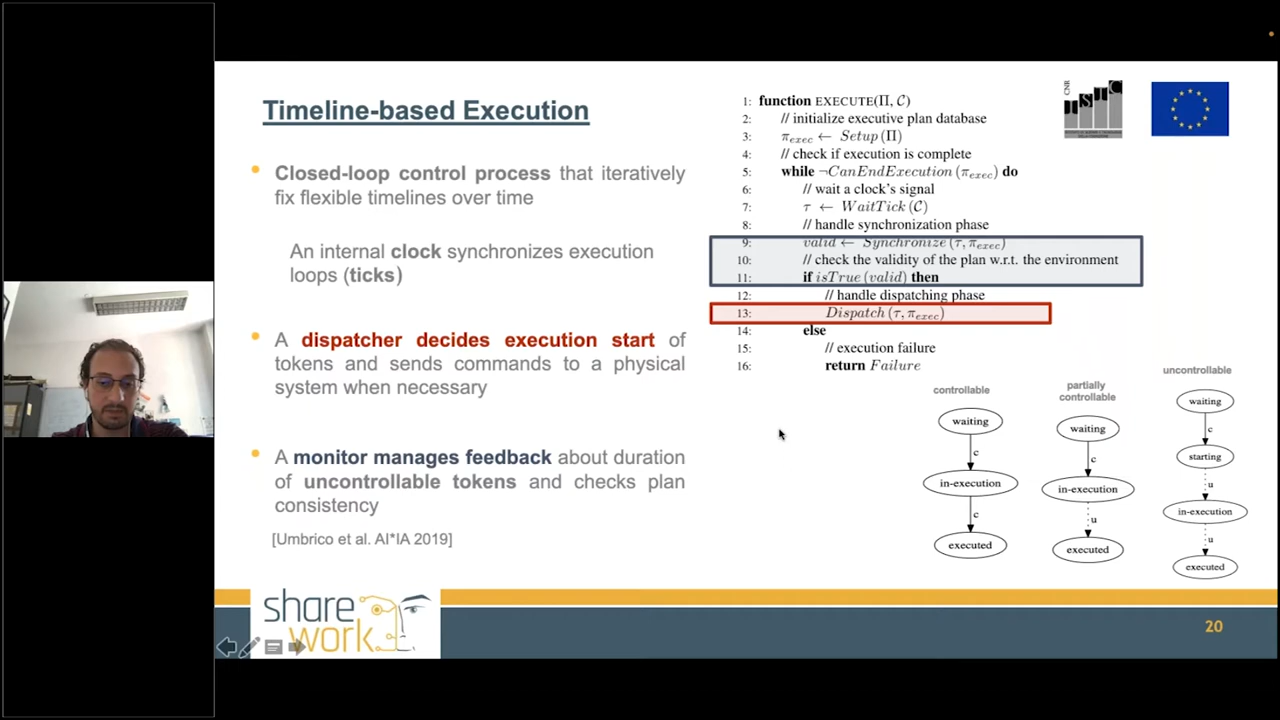 Timeline-based Execution
Closed-loop control process that iteratively
fix flexible timelines over time
An internal clock synchronizes execution
loops (ticks)
A dispatcher decides execution start of
tokens and sends commands to a physical
system when necessary
A monitor manages feedback about duration
of uncontrollable tokens and checks plan
consistency
[Umbrico et al. AI*IA 2019]
1: function EXECUTE(Π, C)
2: // initialize executive plan database
3: π_exec ← Setup (Π)
4: // check if execution is complete
5: while ¬CanEndExecution (π_exec) do
6: // wait a clock's signal
7: τ ← WaitTick (C)
8: // handle synchronization phase
9: valid ← Synchronize (τ, π_exec)
10: // check the validity of the plan w.r.t. the environment
11: if isTrue (valid) then
12: // handle dispatching phase
13: Dispatch (τ, π_exec)
14: else
15: // execution failure
16: return Failure
CNR
controllable
waiting
c
in-execution
c
executed
partially
controllable
waiting
c
in-execution
u
executed
uncontrollable
waiting
c
starting
u
in-execution
u
executed
share
work
20